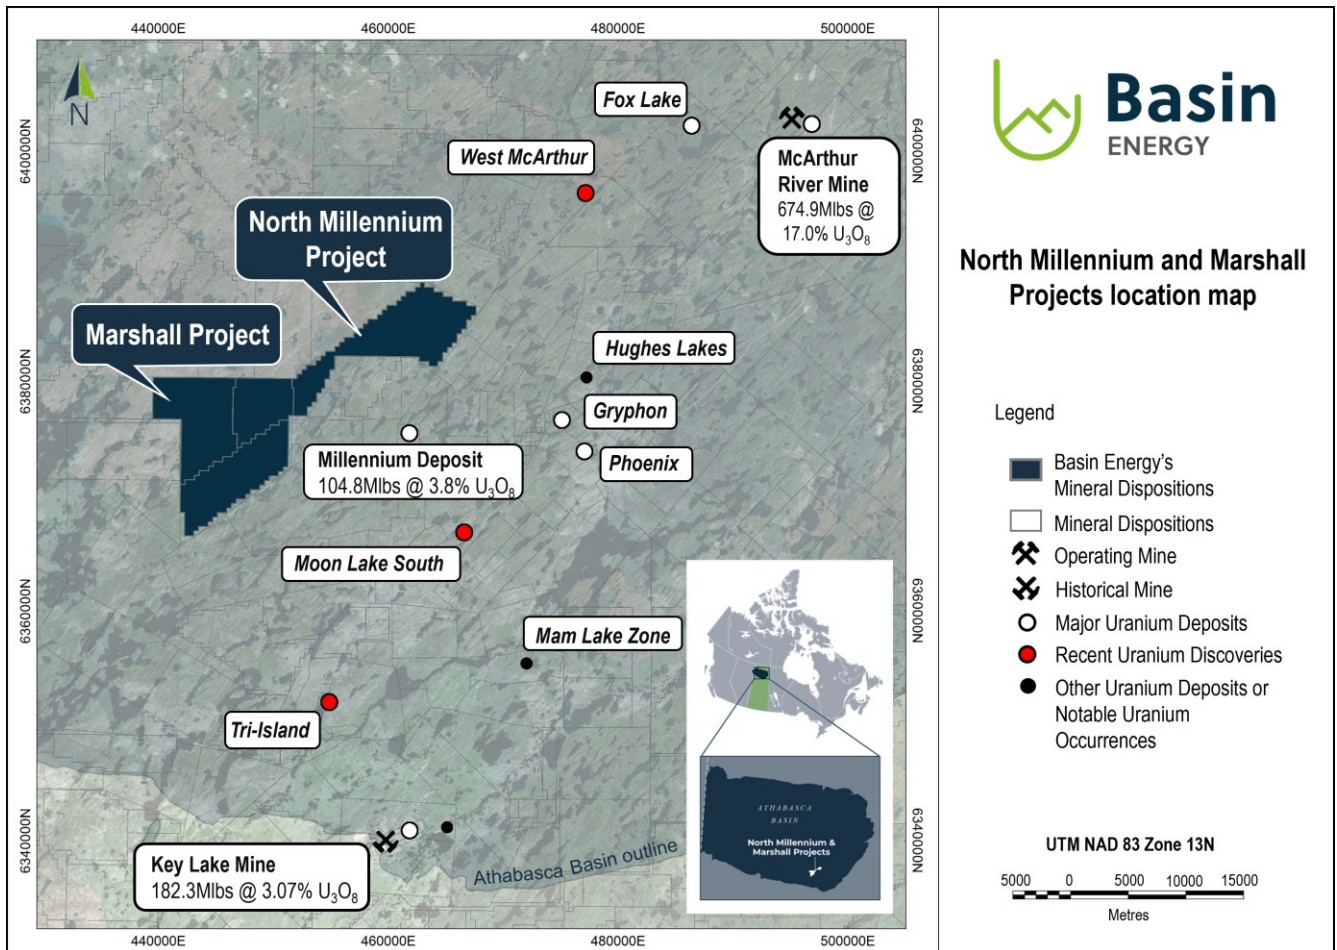 440000E
460000E
480000E
500000E
N
6400000N
6380000N
6360000N
6340000N
Fox Lake
West McArthur
McArthur
River Mine
674.9Mlbs @
17.0% U₃O₈
North Millennium
Project
Marshall Project
Hughes Lakes
Gryphon
Phoenix
Millennium Deposit
104.8Mlbs @ 3.8% U₃O₈
Moon Lake South
Mam Lake Zone
Tri-Island
Key Lake Mine
182.3Mlbs @ 3.07% U₃O₈
Athabasca Basin outline
ATHABASCA
BASIN
North Millennium &
Marshall Projects
6400000N
6380000N
6360000N
6340000N
440000E
460000E
480000E
500000E
Basin
ENERGY
North Millennium and Marshall
Projects location map
Legend
Basin Energy's
Mineral Dispositions
Mineral Dispositions
Operating Mine
Historical Mine
Major Uranium Deposits
Recent Uranium Discoveries
Other Uranium Deposits or
Notable Uranium
Occurrences
UTM NAD 83 Zone 13N
5000 0 5000 10000 15000
Metres